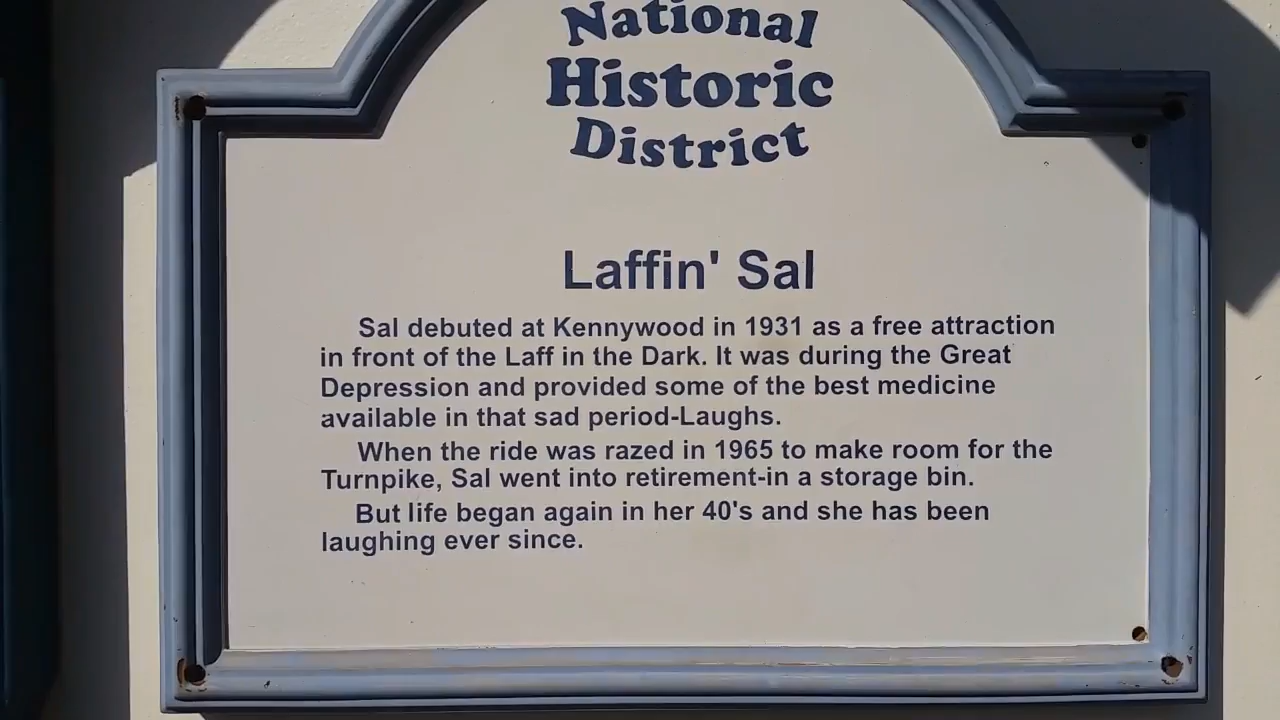 National
Historic
District
Laffin' Sal
Sal debuted at Kennywood in 1931 as a free attraction
in front of the Laff in the Dark. It was during the Great
Depression and provided some of the best medicine
available in that sad period-Laughs.
When the ride was razed in 1965 to make room for the
Turnpike, Sal went into retirement-in a storage bin.
But life began again in her 40's and she has been
laughing ever since.